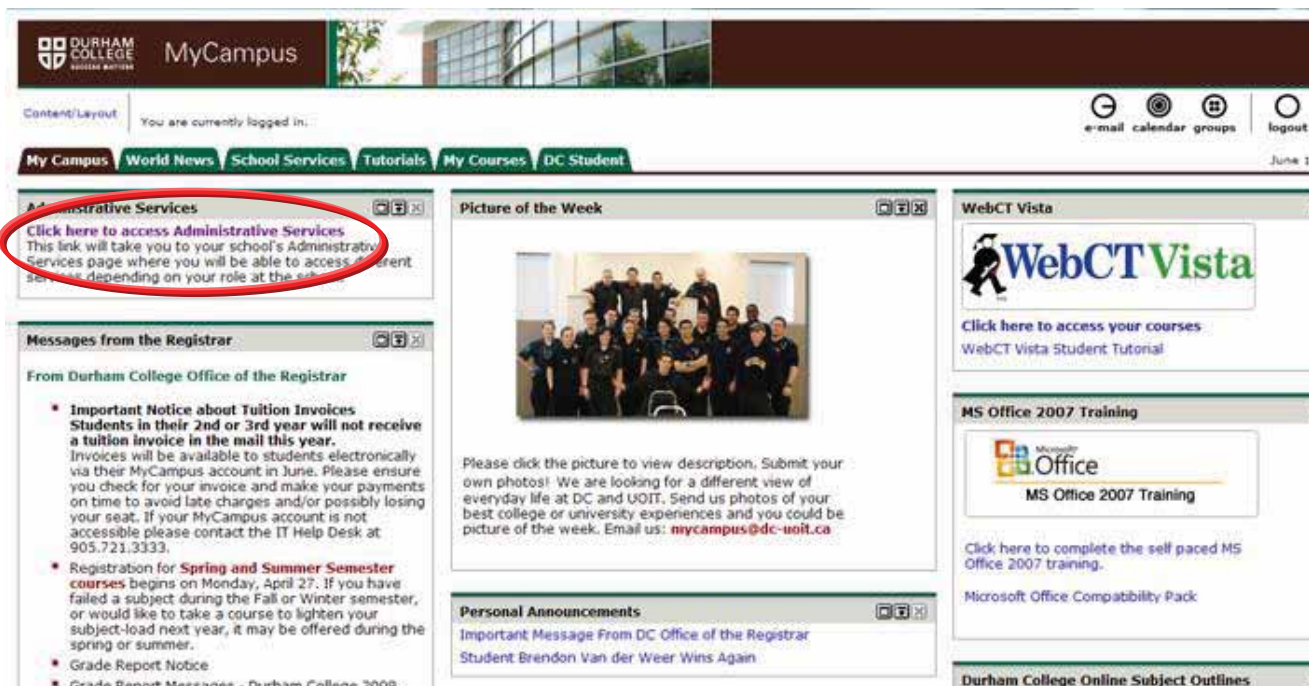 DURHAM
COLLEGE
SUCCESS MATTERS
MyCampus
Content/Layout
You are currently logged in.
e-mail calendar groups logout
My Campus World News School Services Tutorials My Courses DC Student
June 1
Administrative Services
Click here to access Administrative Services
This link will take you to your school's Administrative
Services page where you will be able to access different
services depending on your role at the school.
Messages from the Registrar
From Durham College Office of the Registrar
• Important Notice about Tuition Invoices
Students in their 2nd or 3rd year will not receive
a tuition invoice in the mail this year.
Invoices will be available to students electronically
via their MyCampus account in June. Please ensure
you check for your invoice and make your payments
on time to avoid late charges and/or possibly losing
your seat. If your MyCampus account is not
accessible please contact the IT Help Desk at
905.721.3333.
• Registration for Spring and Summer Semester
courses begins on Monday, April 27. If you have
failed a subject during the Fall or Winter semester,
or would like to take a course to lighten your
subject-load next year, it may be offered during the
spring or summer.
• Grade Report Notice
• Grade Report Messages - Durham College 2009
Picture of the Week
Please click the picture to view description. Submit your
own photos! We are looking for a different view of
everyday life at DC and UOIT. Send us photos of your
best college or university experiences and you could be
picture of the week. Email us: mycampus@dc-uoit.ca
Personal Announcements
Important Message From DC Office of the Registrar
Student Brendon Van der Weer Wins Again
WebCT Vista
WebCT Vista
Click here to access your courses
WebCT Vista Student Tutorial
MS Office 2007 Training
Microsoft
Office
MS Office 2007 Training
Click here to complete the self paced MS
Office 2007 training.
Microsoft Office Compatibility Pack
Durham College Online Subject Outlines